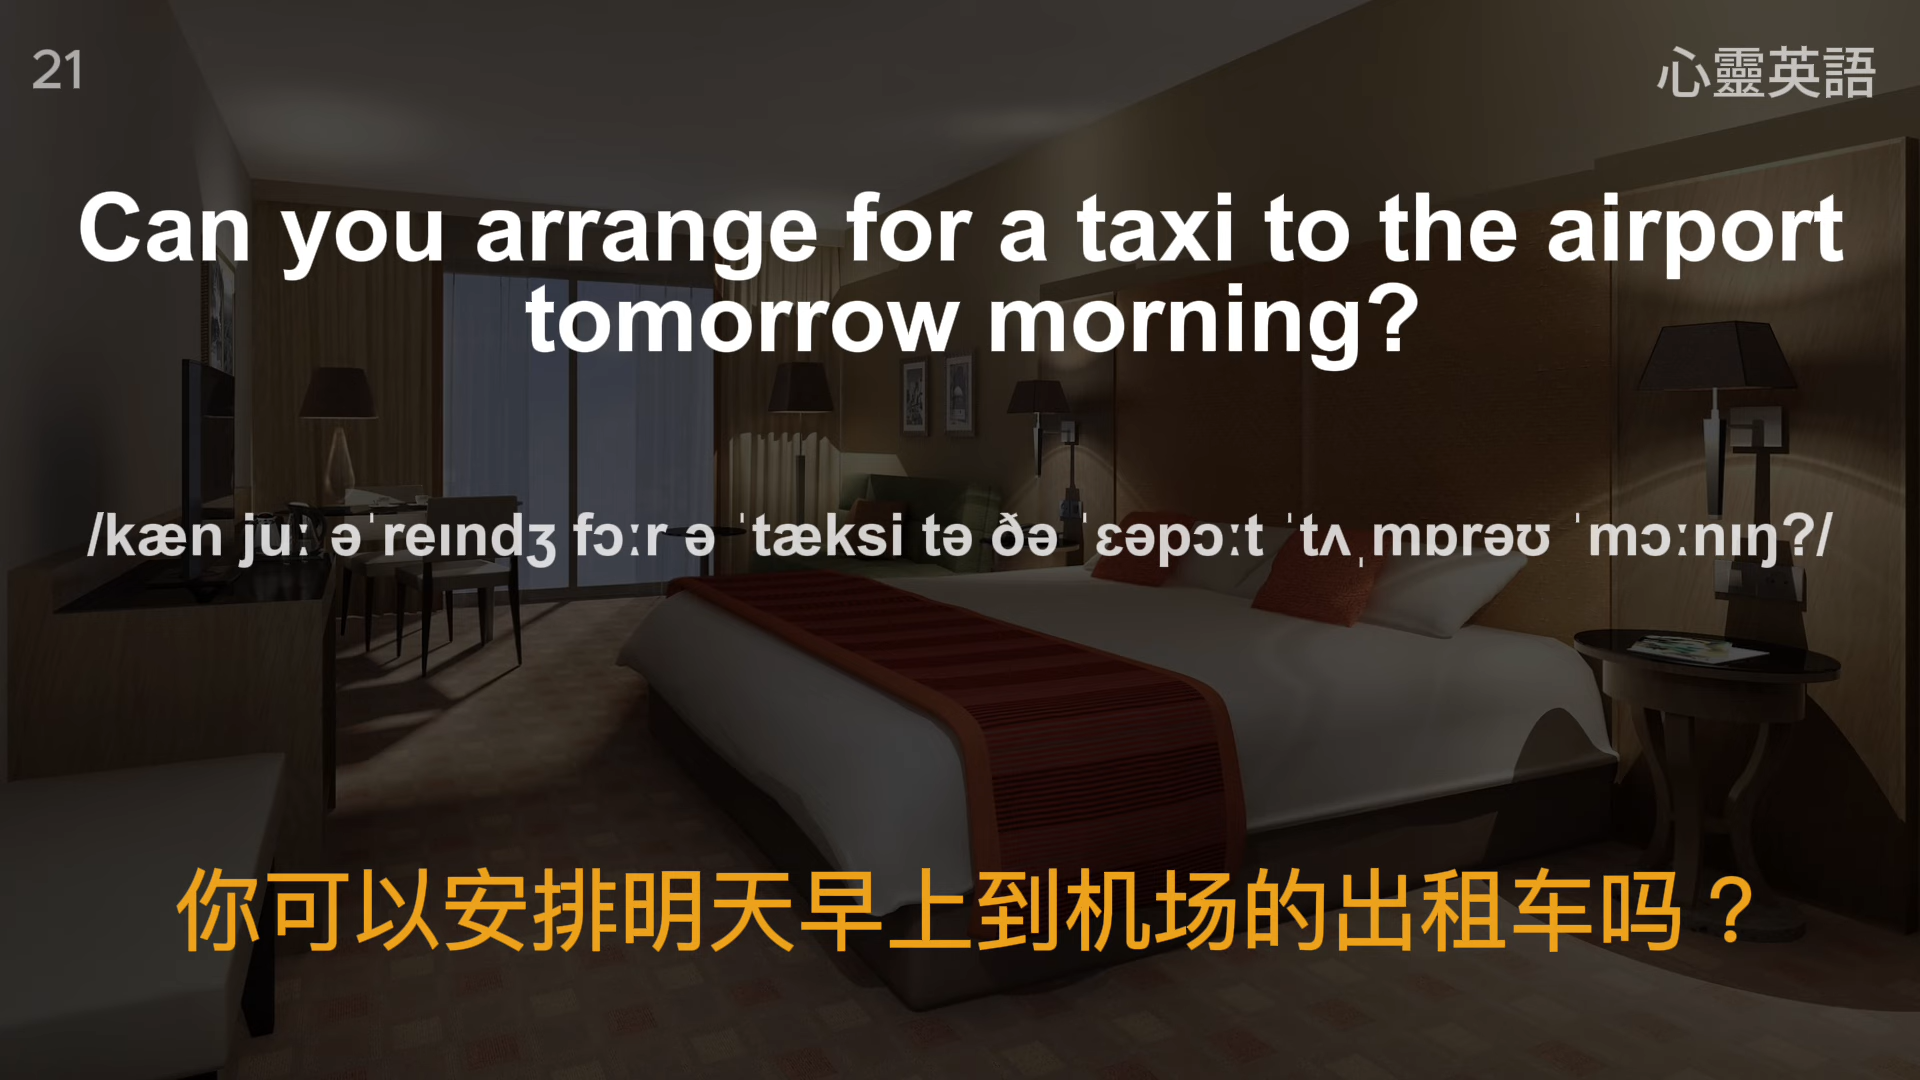 21
心靈英語
Can you arrange for a taxi to the airport
tomorrow morning?
/kæn juː əˈreɪndʒ fɔːr ə ˈtæksi tə ðə ˈɛəpɔːt ˈtʌˌmɒrəʊ ˈmɔːnɪŋ?/
你可以安排明天早上到机场的出租车吗？